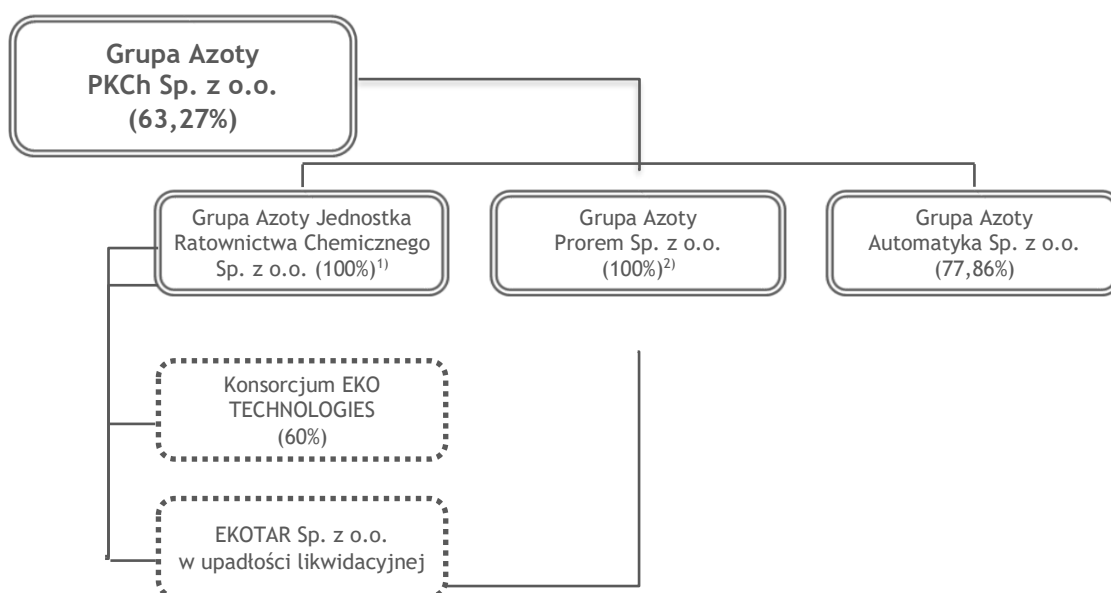 Grupa Azoty
PKCh Sp. z o.o.
(63,27%)
Grupa Azoty Jednostka
Ratownictwa Chemicznego
Sp. z o.o. (100%)¹⁾
Grupa Azoty
Prorem Sp. z o.o.
(100%)²⁾
Grupa Azoty
Automatyka Sp. z o.o.
(77,86%)
Konsorcjum EKO
TECHNOLOGIES
(60%)
EKOTAR Sp. z o.o.
w upadłości likwidacyjnej